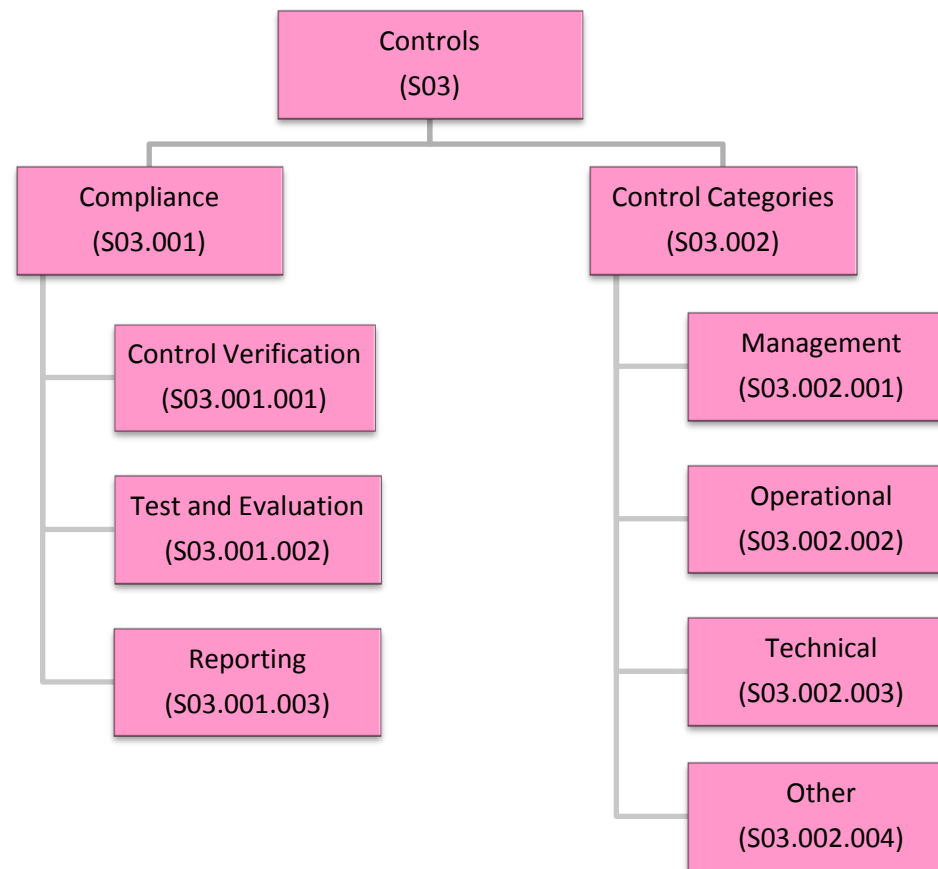 Controls
(S03)
Compliance
(S03.001)
Control Verification
(S03.001.001)
Test and Evaluation
(S03.001.002)
Reporting
(S03.001.003)
Control Categories
(S03.002)
Management
(S03.002.001)
Operational
(S03.002.002)
Technical
(S03.002.003)
Other
(S03.002.004)